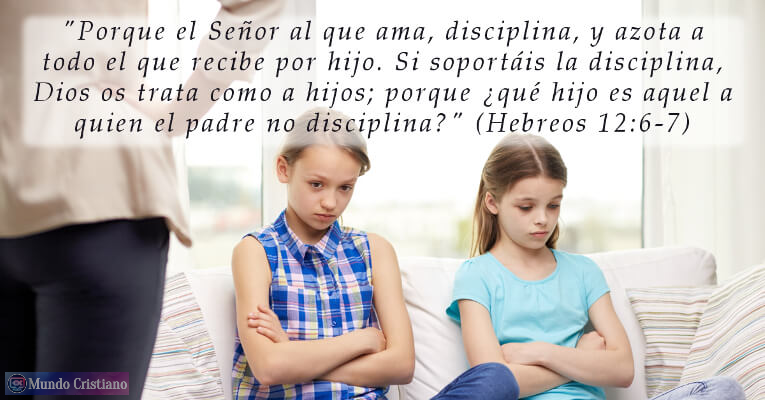 "Porque el Señor al que ama, disciplina, y azota a
todo el que recibe por hijo. Si soportáis la disciplina,
Dios os trata como a hijos; porque ¿qué hijo es aquel a
quien el padre no disciplina?" (Hebreos 12:6-7)
Mundo Cristiano